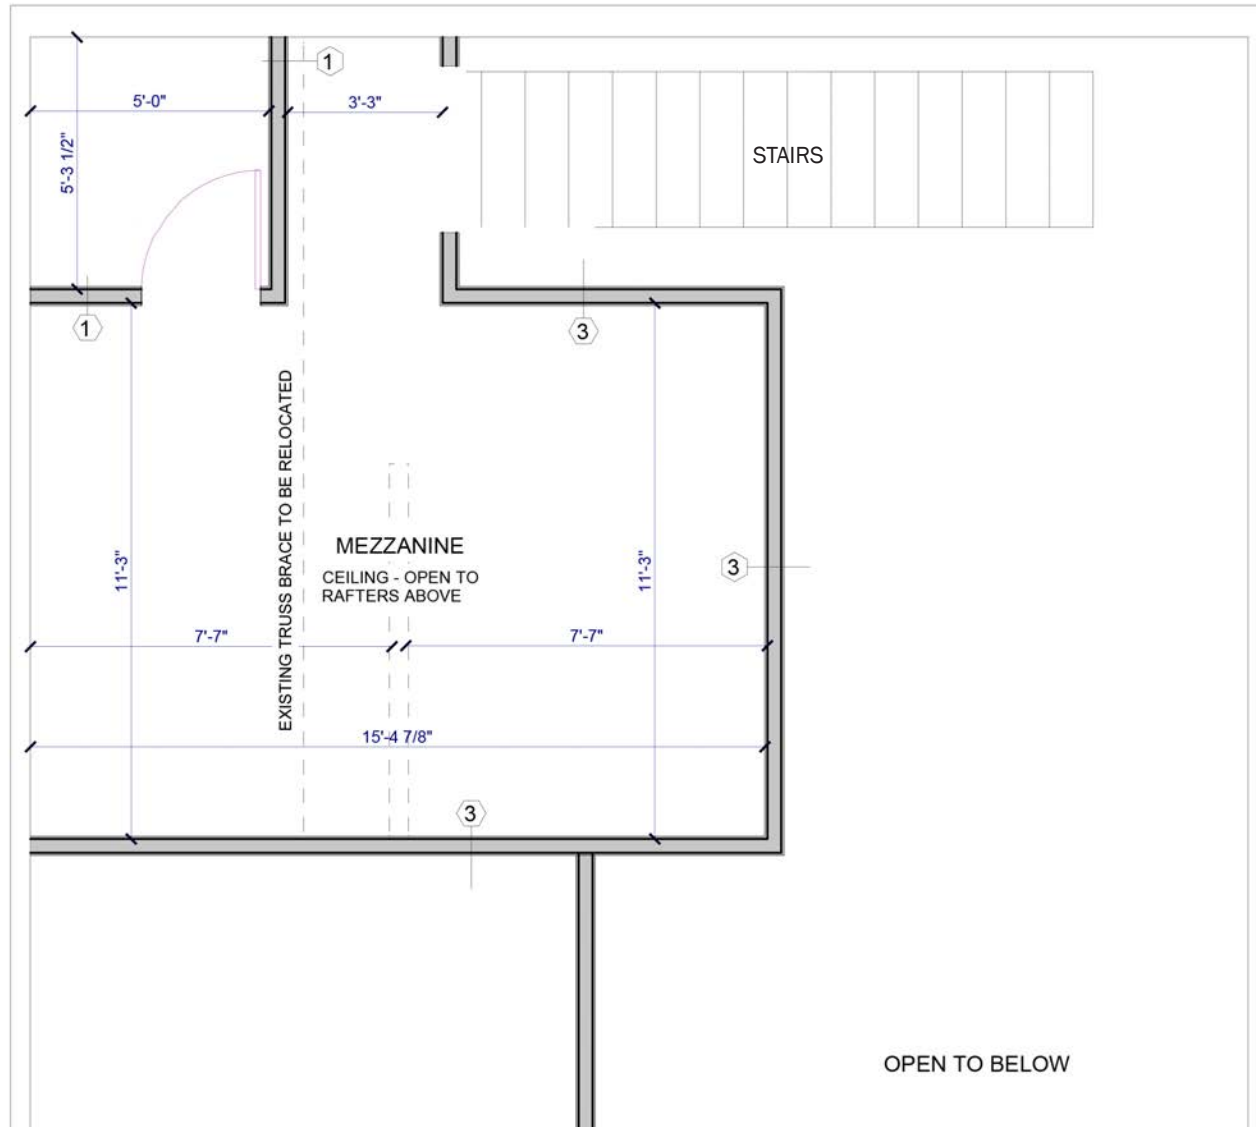 1
5'-0"
3'-3"
5'-3 1/2"
STAIRS
1
3
EXISTING TRUSS BRACE TO BE RELOCATED
MEZZANINE
CEILING - OPEN TO
RAFTERS ABOVE
11'-3"
11'-3"
3
7'-7"
7'-7"
15'-4 7/8"
3
OPEN TO BELOW